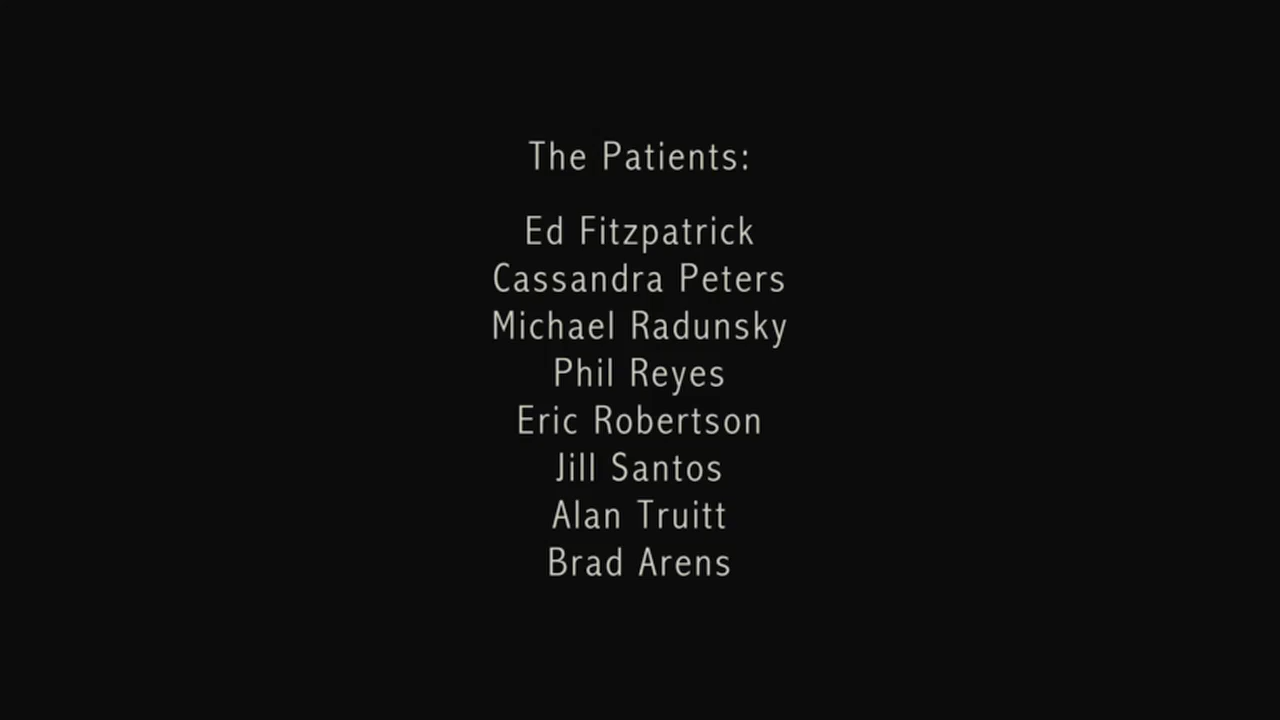 The Patients:
Ed Fitzpatrick
Cassandra Peters
Michael Radunsky
Phil Reyes
Eric Robertson
Jill Santos
Alan Truitt
Brad Arens